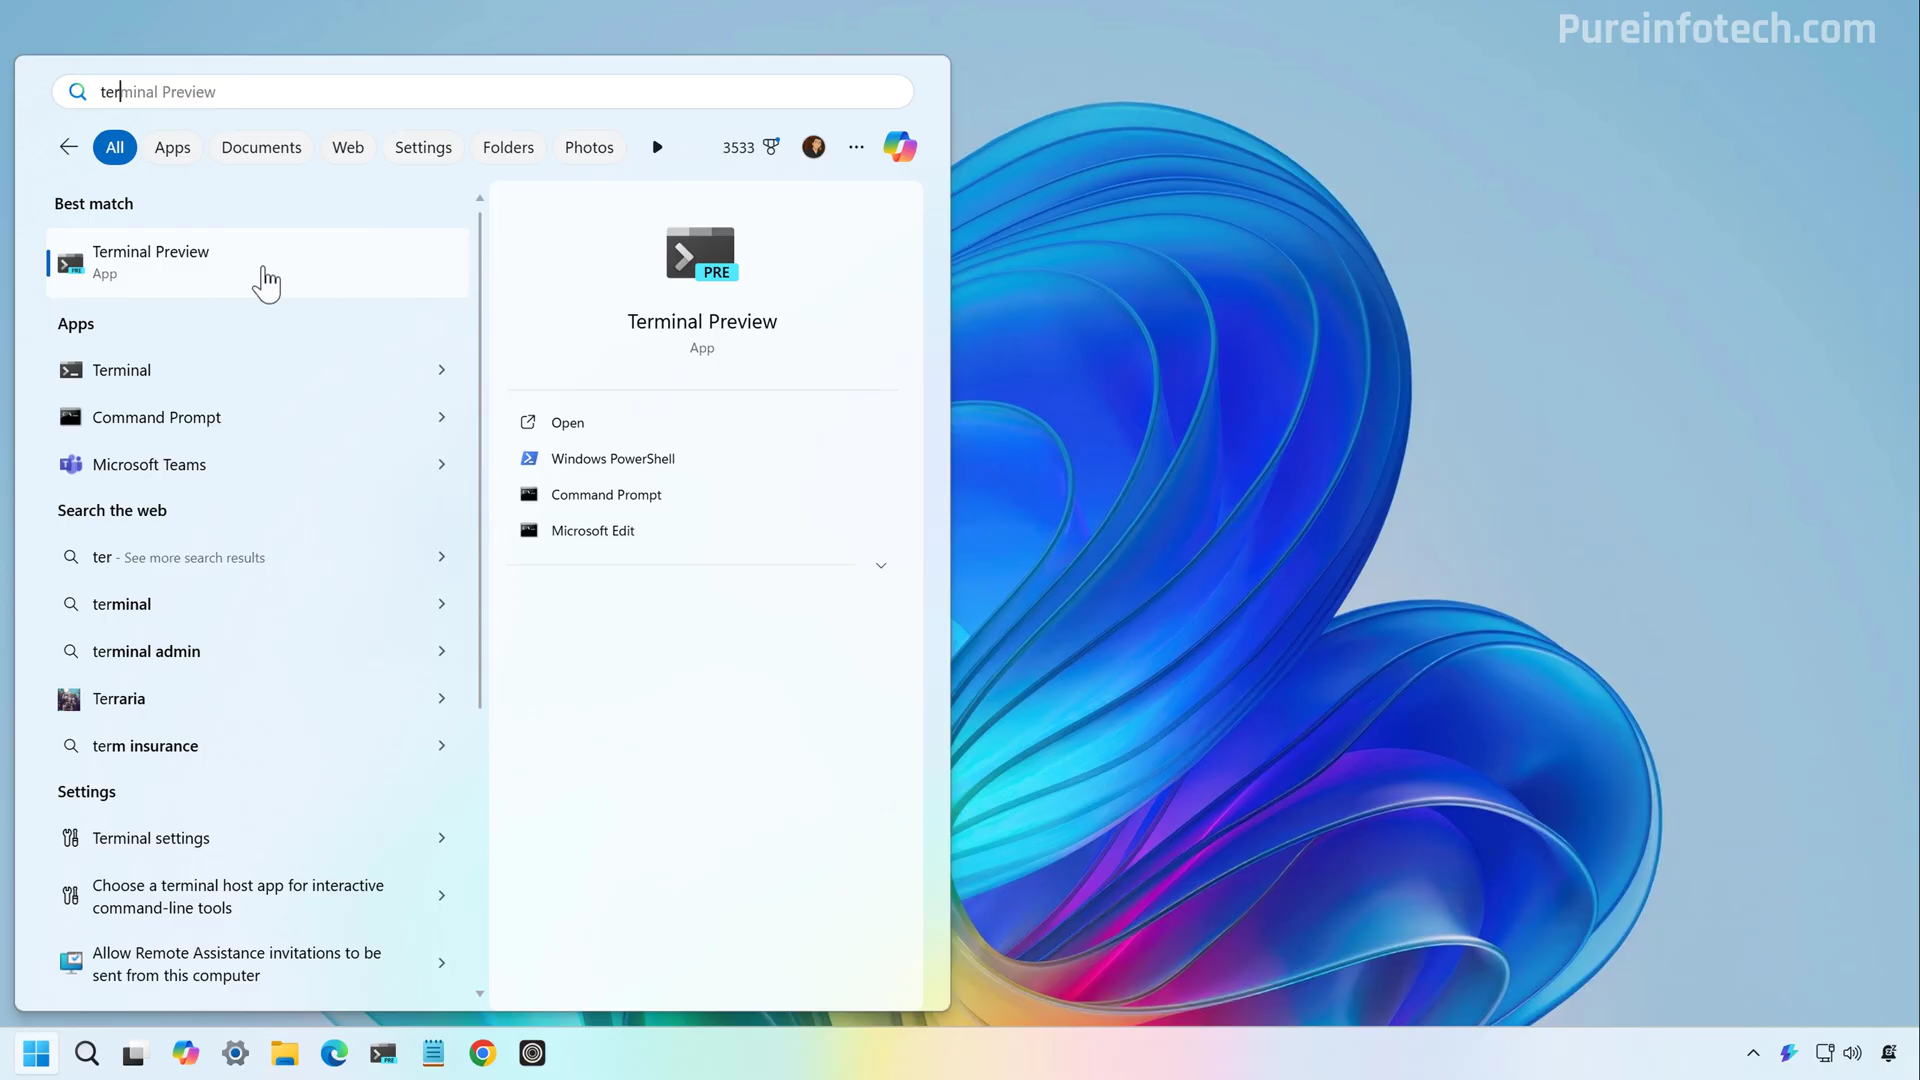 Pureinfotech.com
terminal Preview
All Apps Documents Web Settings Folders Photos 3533
Best match
Terminal Preview
App
Apps
Terminal
Command Prompt
Microsoft Teams
Search the web
ter - See more search results
terminal
terminal admin
Terraria
term insurance
Settings
Terminal settings
Choose a terminal host app for interactive
command-line tools
Allow Remote Assistance invitations to be
sent from this computer
PRE
Terminal Preview
App
Open
Windows PowerShell
Command Prompt
Microsoft Edit